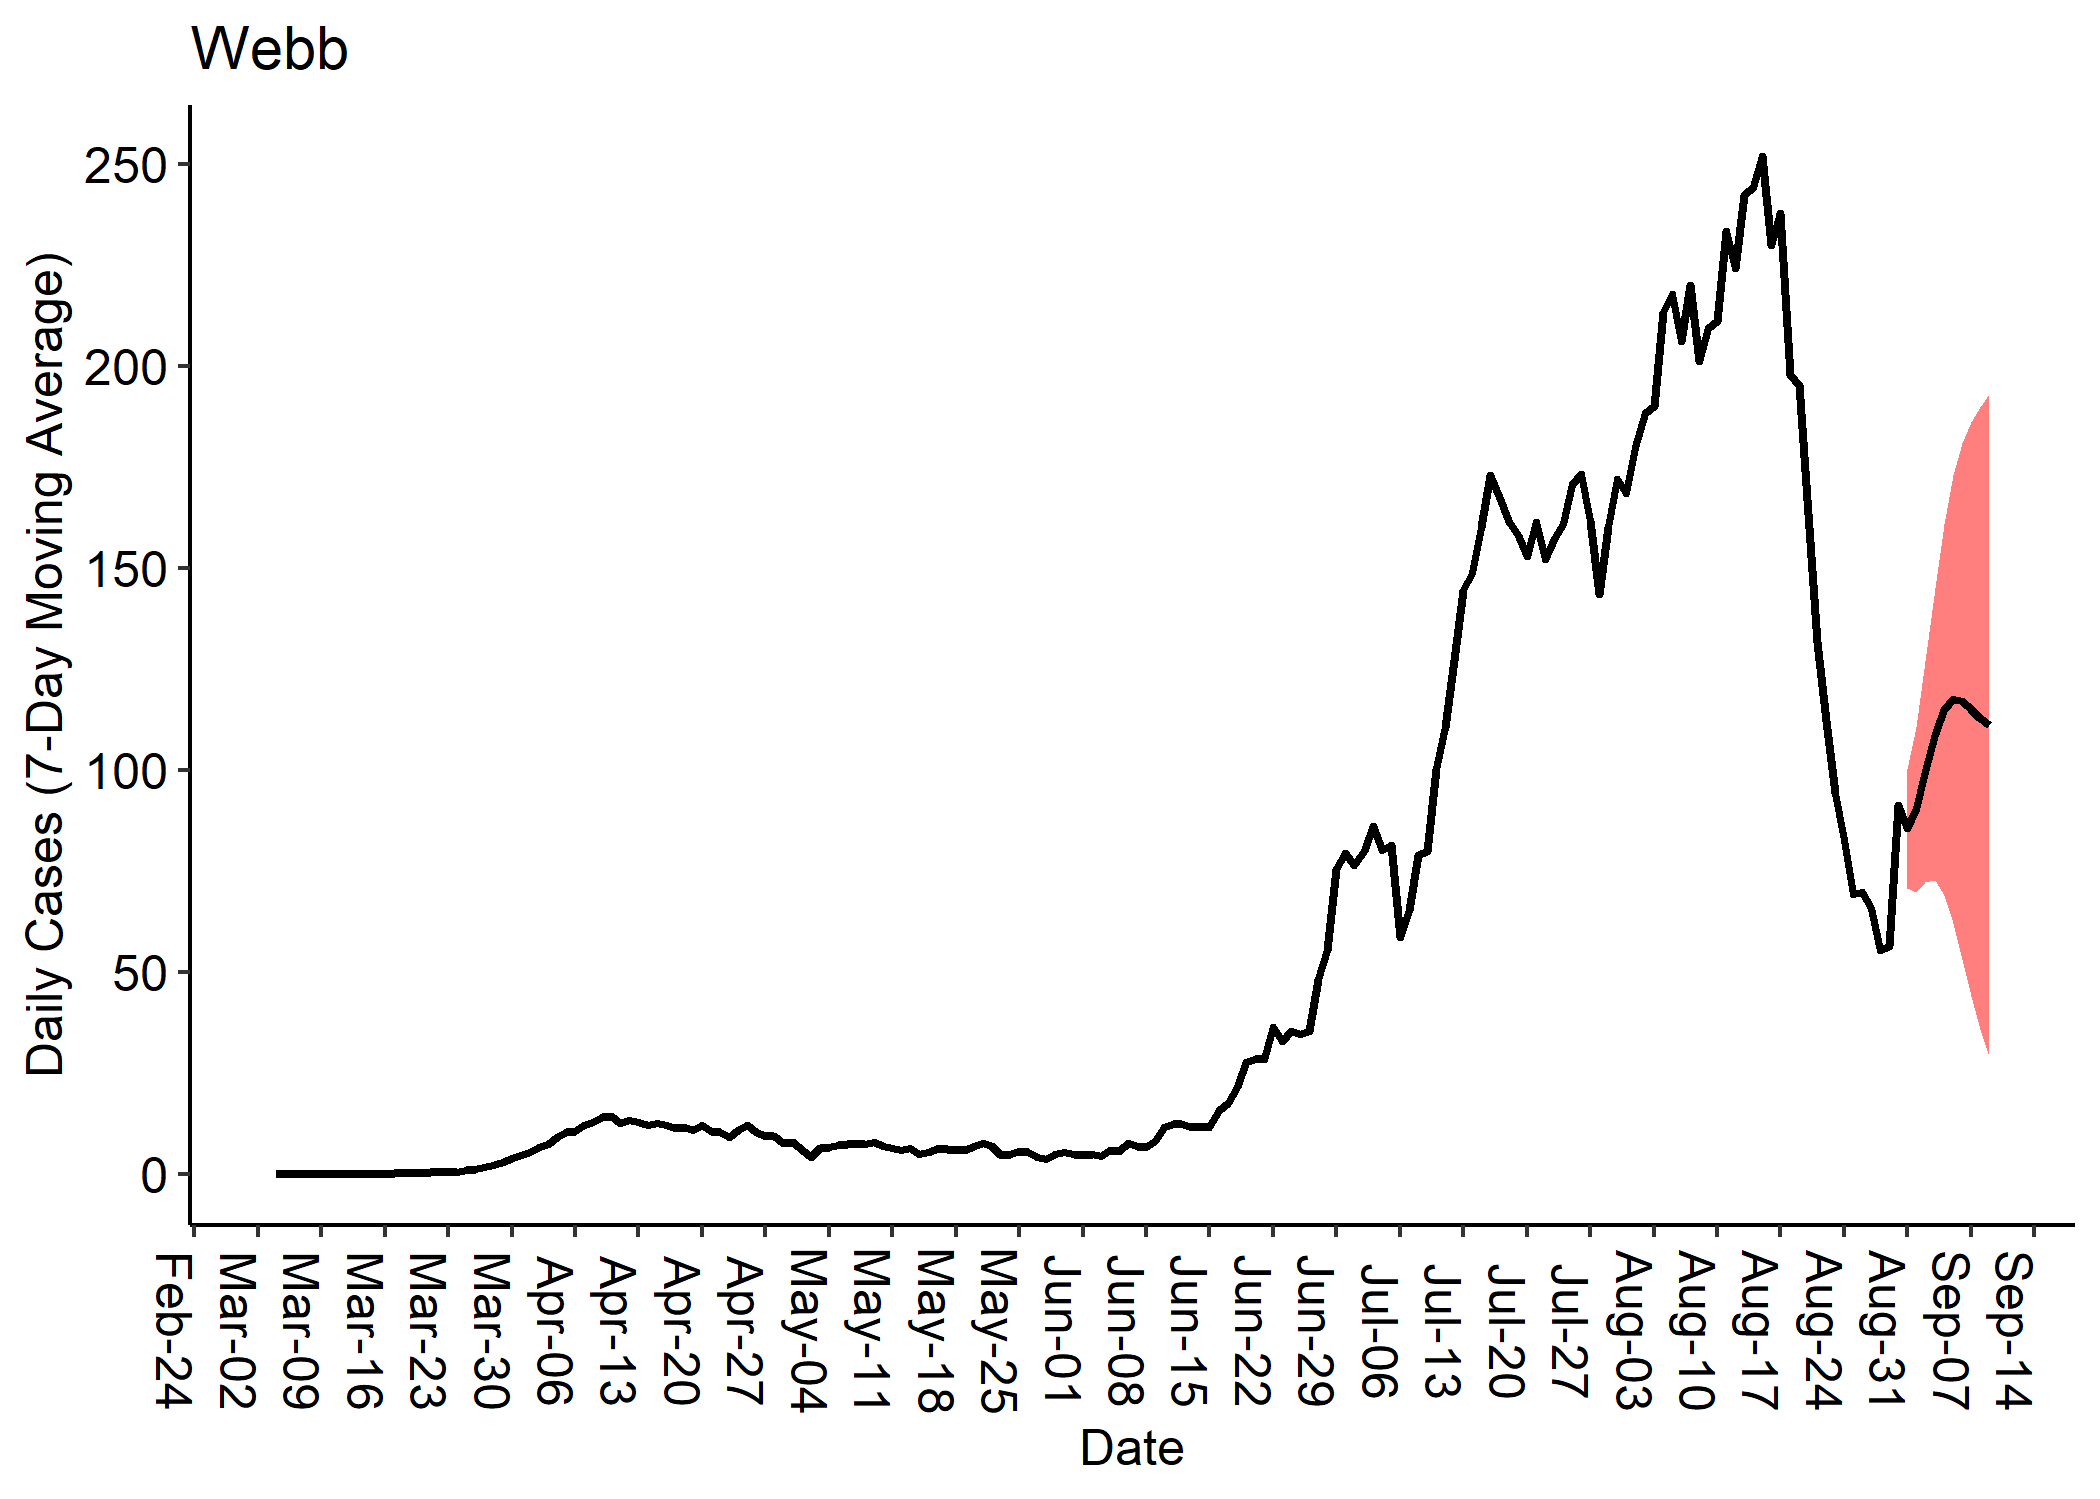 Webb
Daily Cases (7-Day Moving Average)
250
200
150
100
50
0
Feb-24
Mar-02
Mar-09
Mar-16
Mar-23
Mar-30
Apr-06
Apr-13
Apr-20
Apr-27
May-04
May-11
May-18
May-25
Jun-01
Jun-08
Jun-15
Jun-22
Jun-29
Jul-06
Jul-13
Jul-20
Jul-27
Aug-03
Aug-10
Aug-17
Aug-24
Aug-31
Sep-07
Sep-14
Date